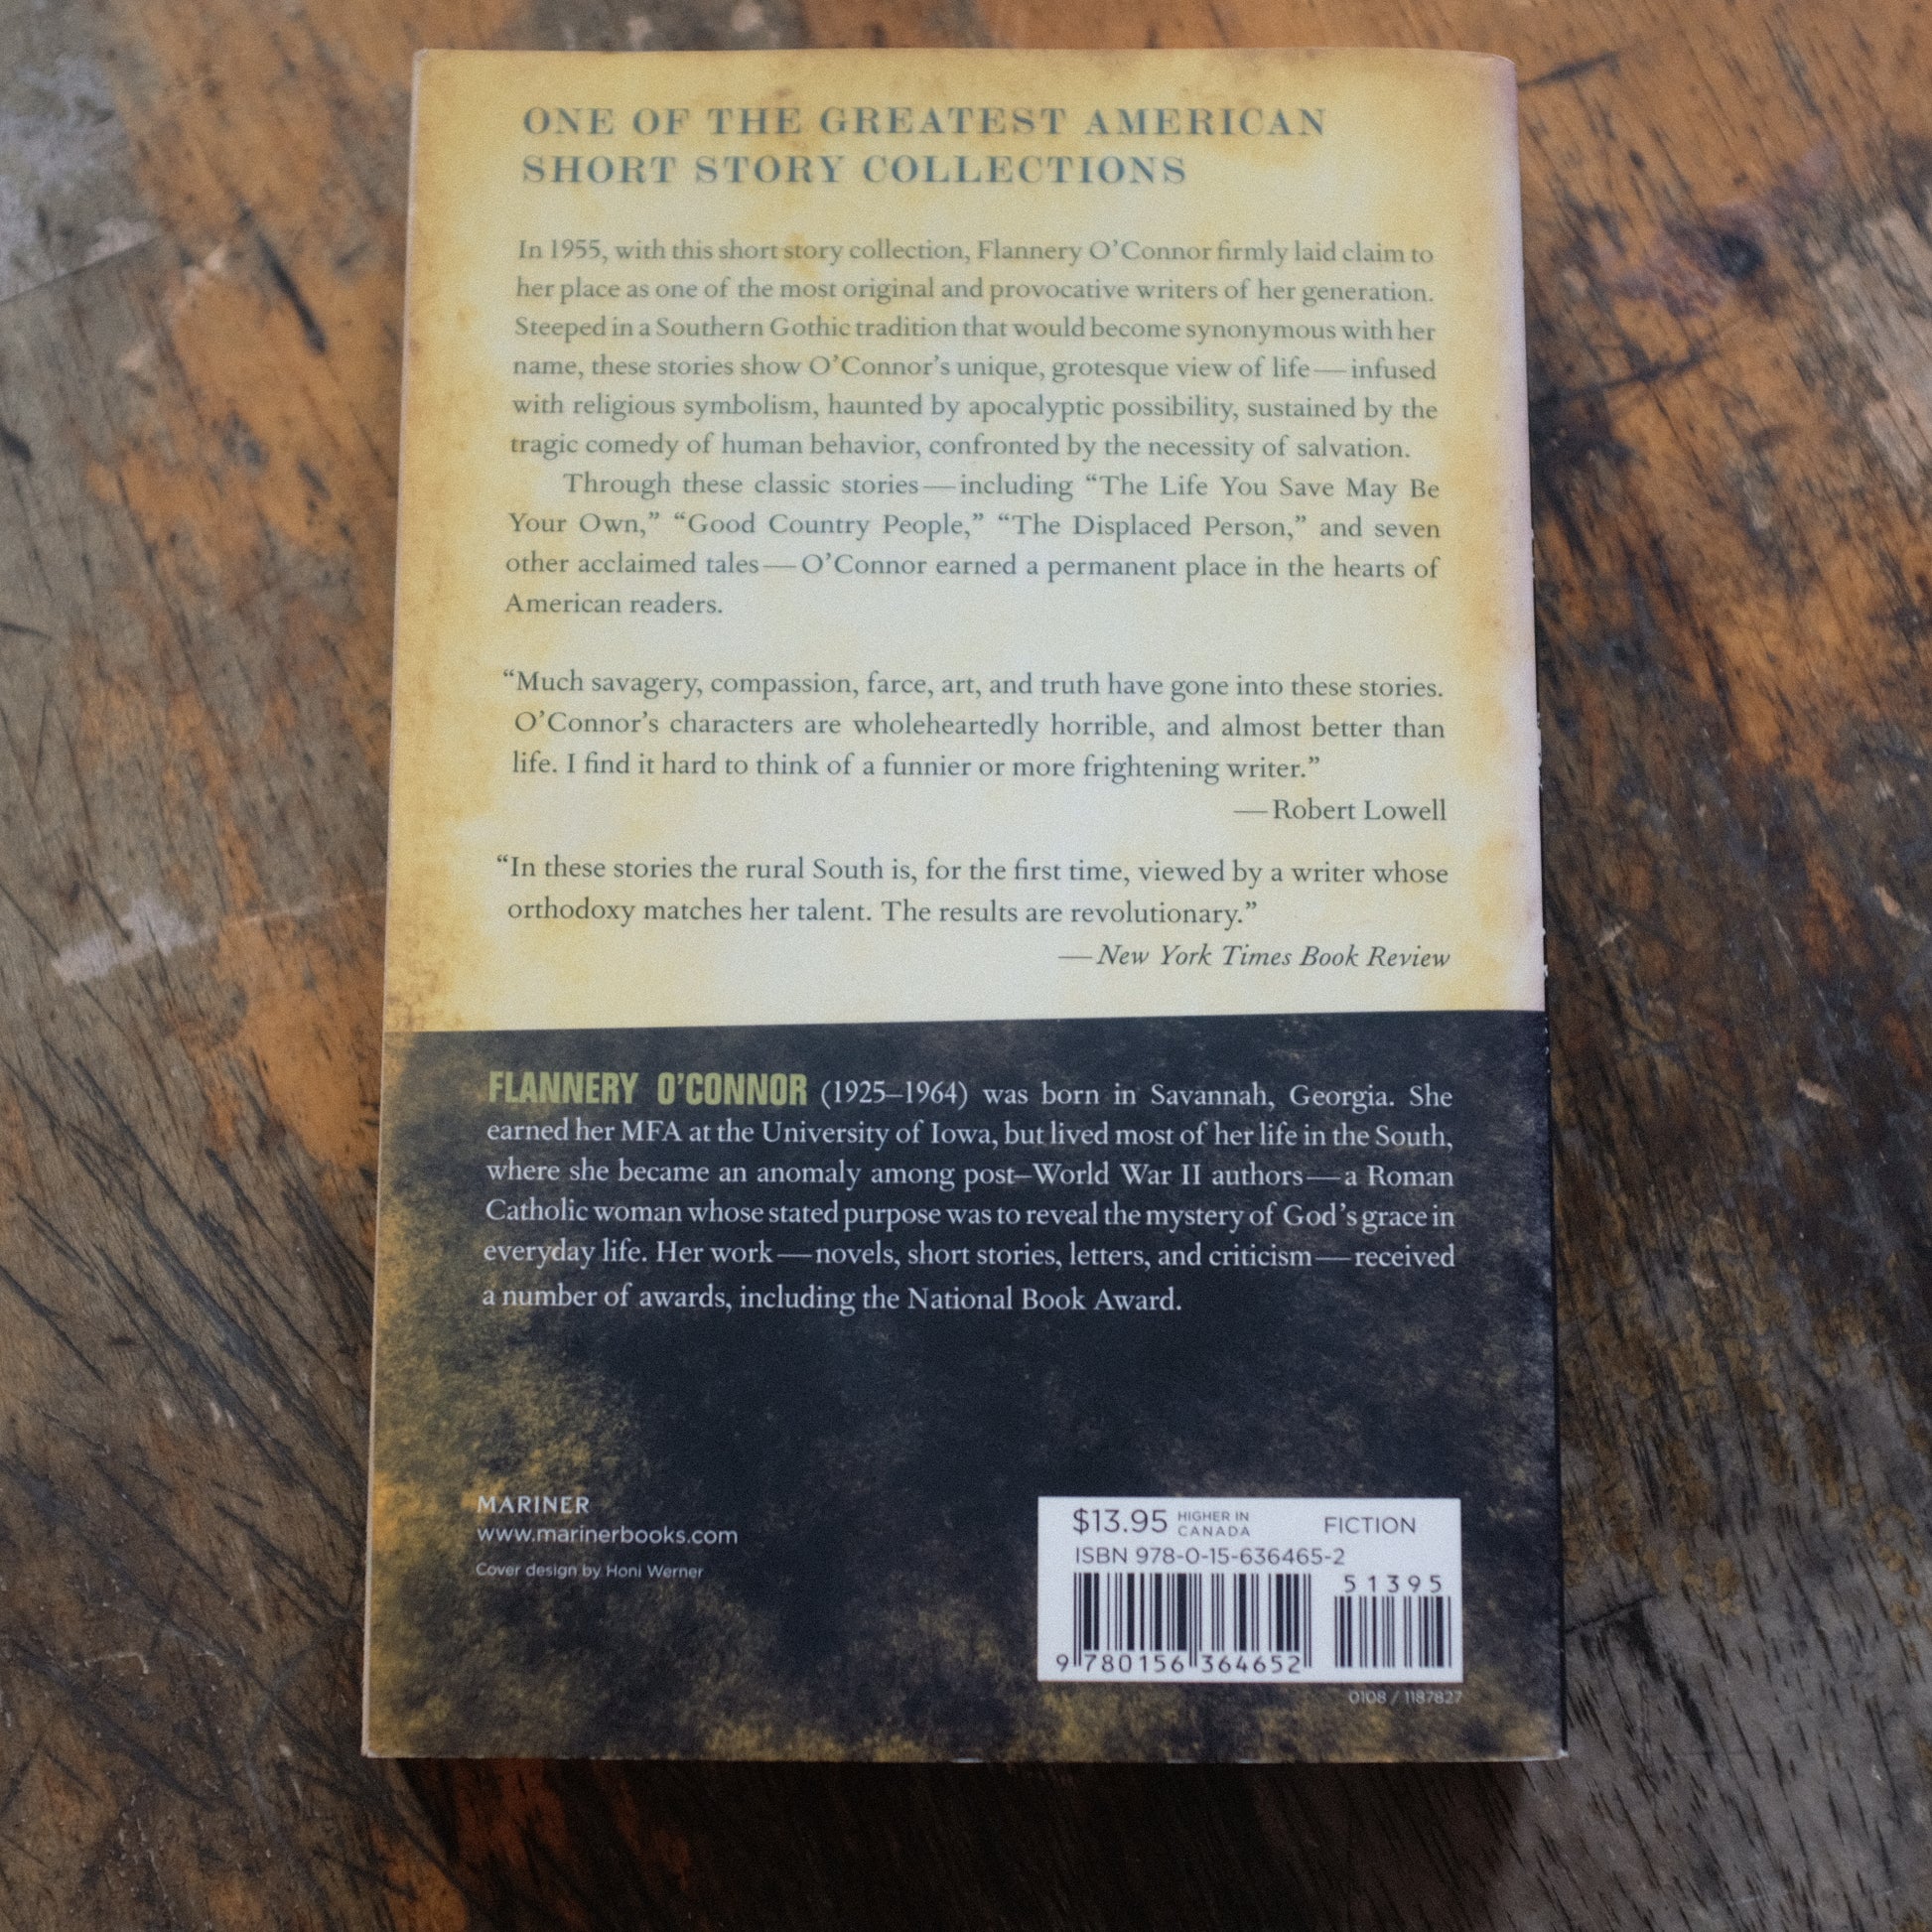 ONE OF THE GREATEST AMERICAN
SHORT STORY COLLECTIONS
In 1955, with this short story collection, Flannery O’Connor firmly laid claim to
her place as one of the most original and provocative writers of her generation.
Steeped in a Southern Gothic tradition that would become synonymous with her
name, these stories show O’Connor’s unique, grotesque view of life—infused
with religious symbolism, haunted by apocalyptic possibility, sustained by the
tragic comedy of human behavior, confronted by the necessity of salvation.
Through these classic stories—including “The Life You Save May Be
Your Own,” “Good Country People,” “The Displaced Person,” and seven
other acclaimed tales—O’Connor earned a permanent place in the hearts of
American readers.
“Much savagery, compassion, farce, art, and truth have gone into these stories.
O’Connor’s characters are wholeheartedly horrible, and almost better than
life. I find it hard to think of a funnier or more frightening writer.”
—Robert Lowell
“In these stories the rural South is, for the first time, viewed by a writer whose
orthodoxy matches her talent. The results are revolutionary.”
—New York Times Book Review
FLANNERY O’CONNOR (1925–1964) was born in Savannah, Georgia. She
earned her MFA at the University of Iowa, but lived most of her life in the South,
where she became an anomaly among post–World War II authors—a Roman
Catholic woman whose stated purpose was to reveal the mystery of God’s grace in
everyday life. Her work—novels, short stories, letters, and criticism—received
a number of awards, including the National Book Award.
MARINER
www.marinerbooks.com
Cover design by Honi Werner
$13.95 HIGHER IN
CANADA
FICTION
ISBN 978-0-15-636465-2
51395
9 780156 364652
0108 / 1187827